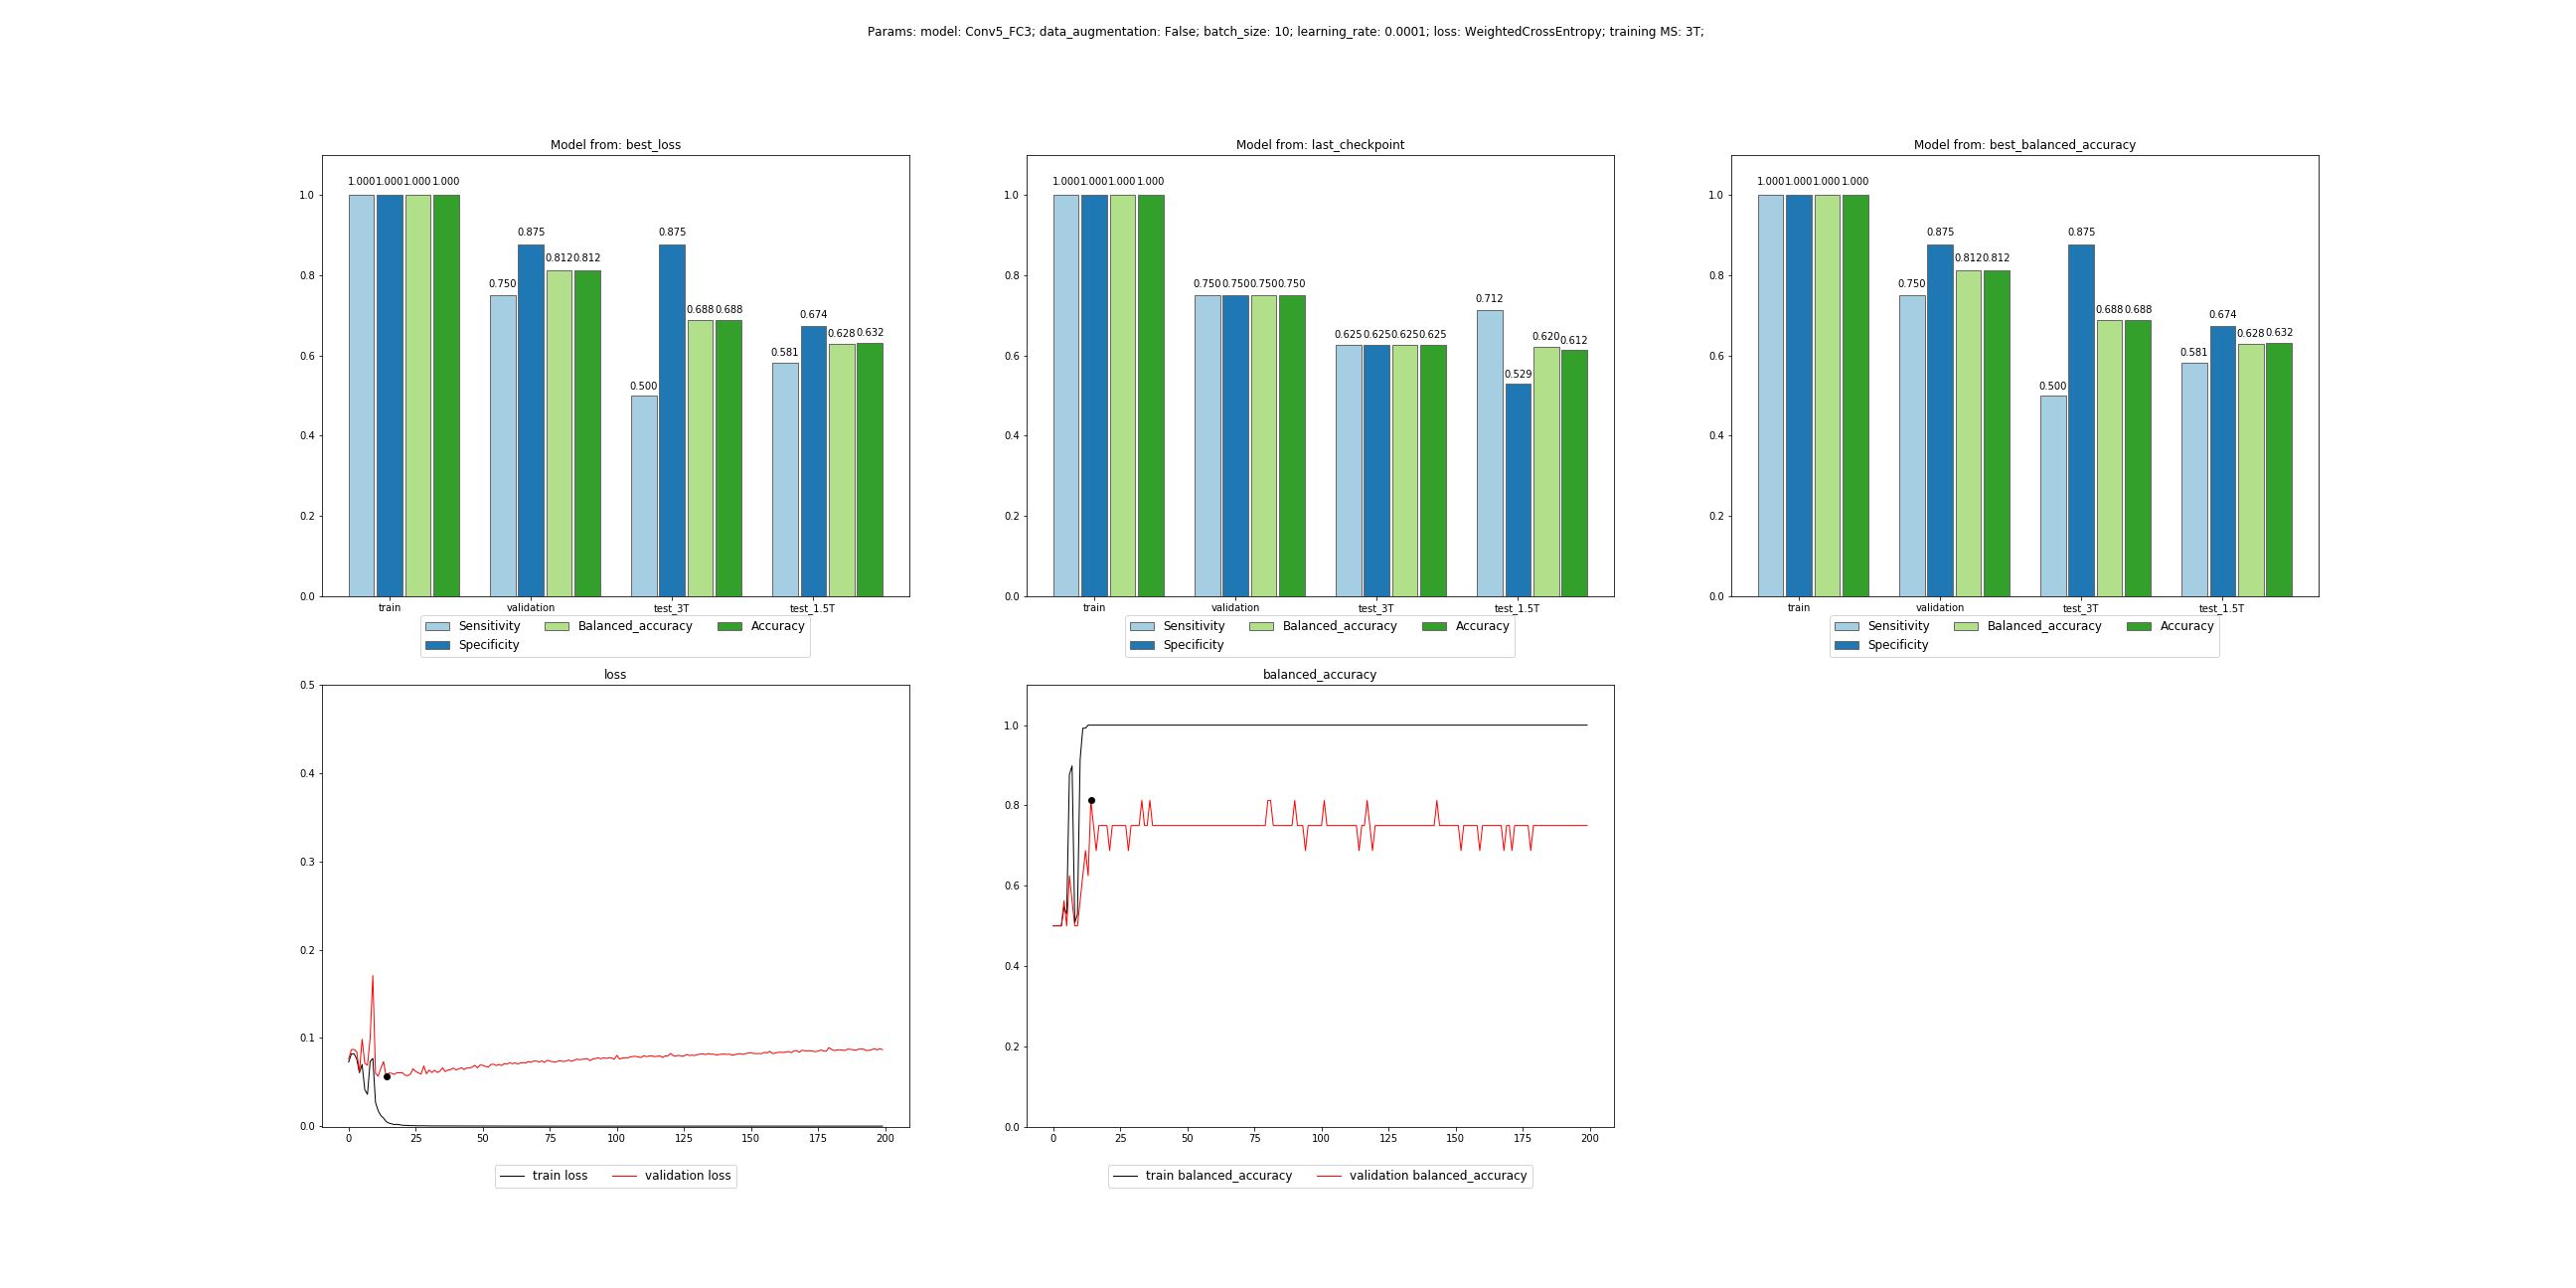 Params: model: Conv5_FC3; data_augmentation: False; batch_size: 10; learning_rate: 0.0001; loss: WeightedCrossEntropy; training MS: 3T;
Model from: best_loss
1.000 1.000 1.000 1.000
0.750 0.875 0.812 0.812
0.500 0.875 0.688 0.688
0.581 0.674 0.628 0.632
1.0
0.8
0.6
0.4
0.2
0.0
train validation test_3T test_1.5T
Sensitivity Balanced_accuracy Accuracy
Specificity
Model from: last_checkpoint
1.000 1.000 1.000 1.000
0.750 0.750 0.750 0.750
0.625 0.625 0.625 0.625
0.712 0.529 0.620 0.612
1.0
0.8
0.6
0.4
0.2
0.0
train validation test_3T test_1.5T
Sensitivity Balanced_accuracy Accuracy
Specificity
Model from: best_balanced_accuracy
1.000 1.000 1.000 1.000
0.750 0.875 0.812 0.812
0.500 0.875 0.688 0.688
0.581 0.674 0.628 0.632
1.0
0.8
0.6
0.4
0.2
0.0
train validation test_3T test_1.5T
Sensitivity Balanced_accuracy Accuracy
Specificity
loss
0.5
0.4
0.3
0.2
0.1
0.0
0 25 50 75 100 125 150 175 200
train loss validation loss
balanced_accuracy
1.0
0.8
0.6
0.4
0.2
0.0
0 25 50 75 100 125 150 175 200
train balanced_accuracy validation balanced_accuracy